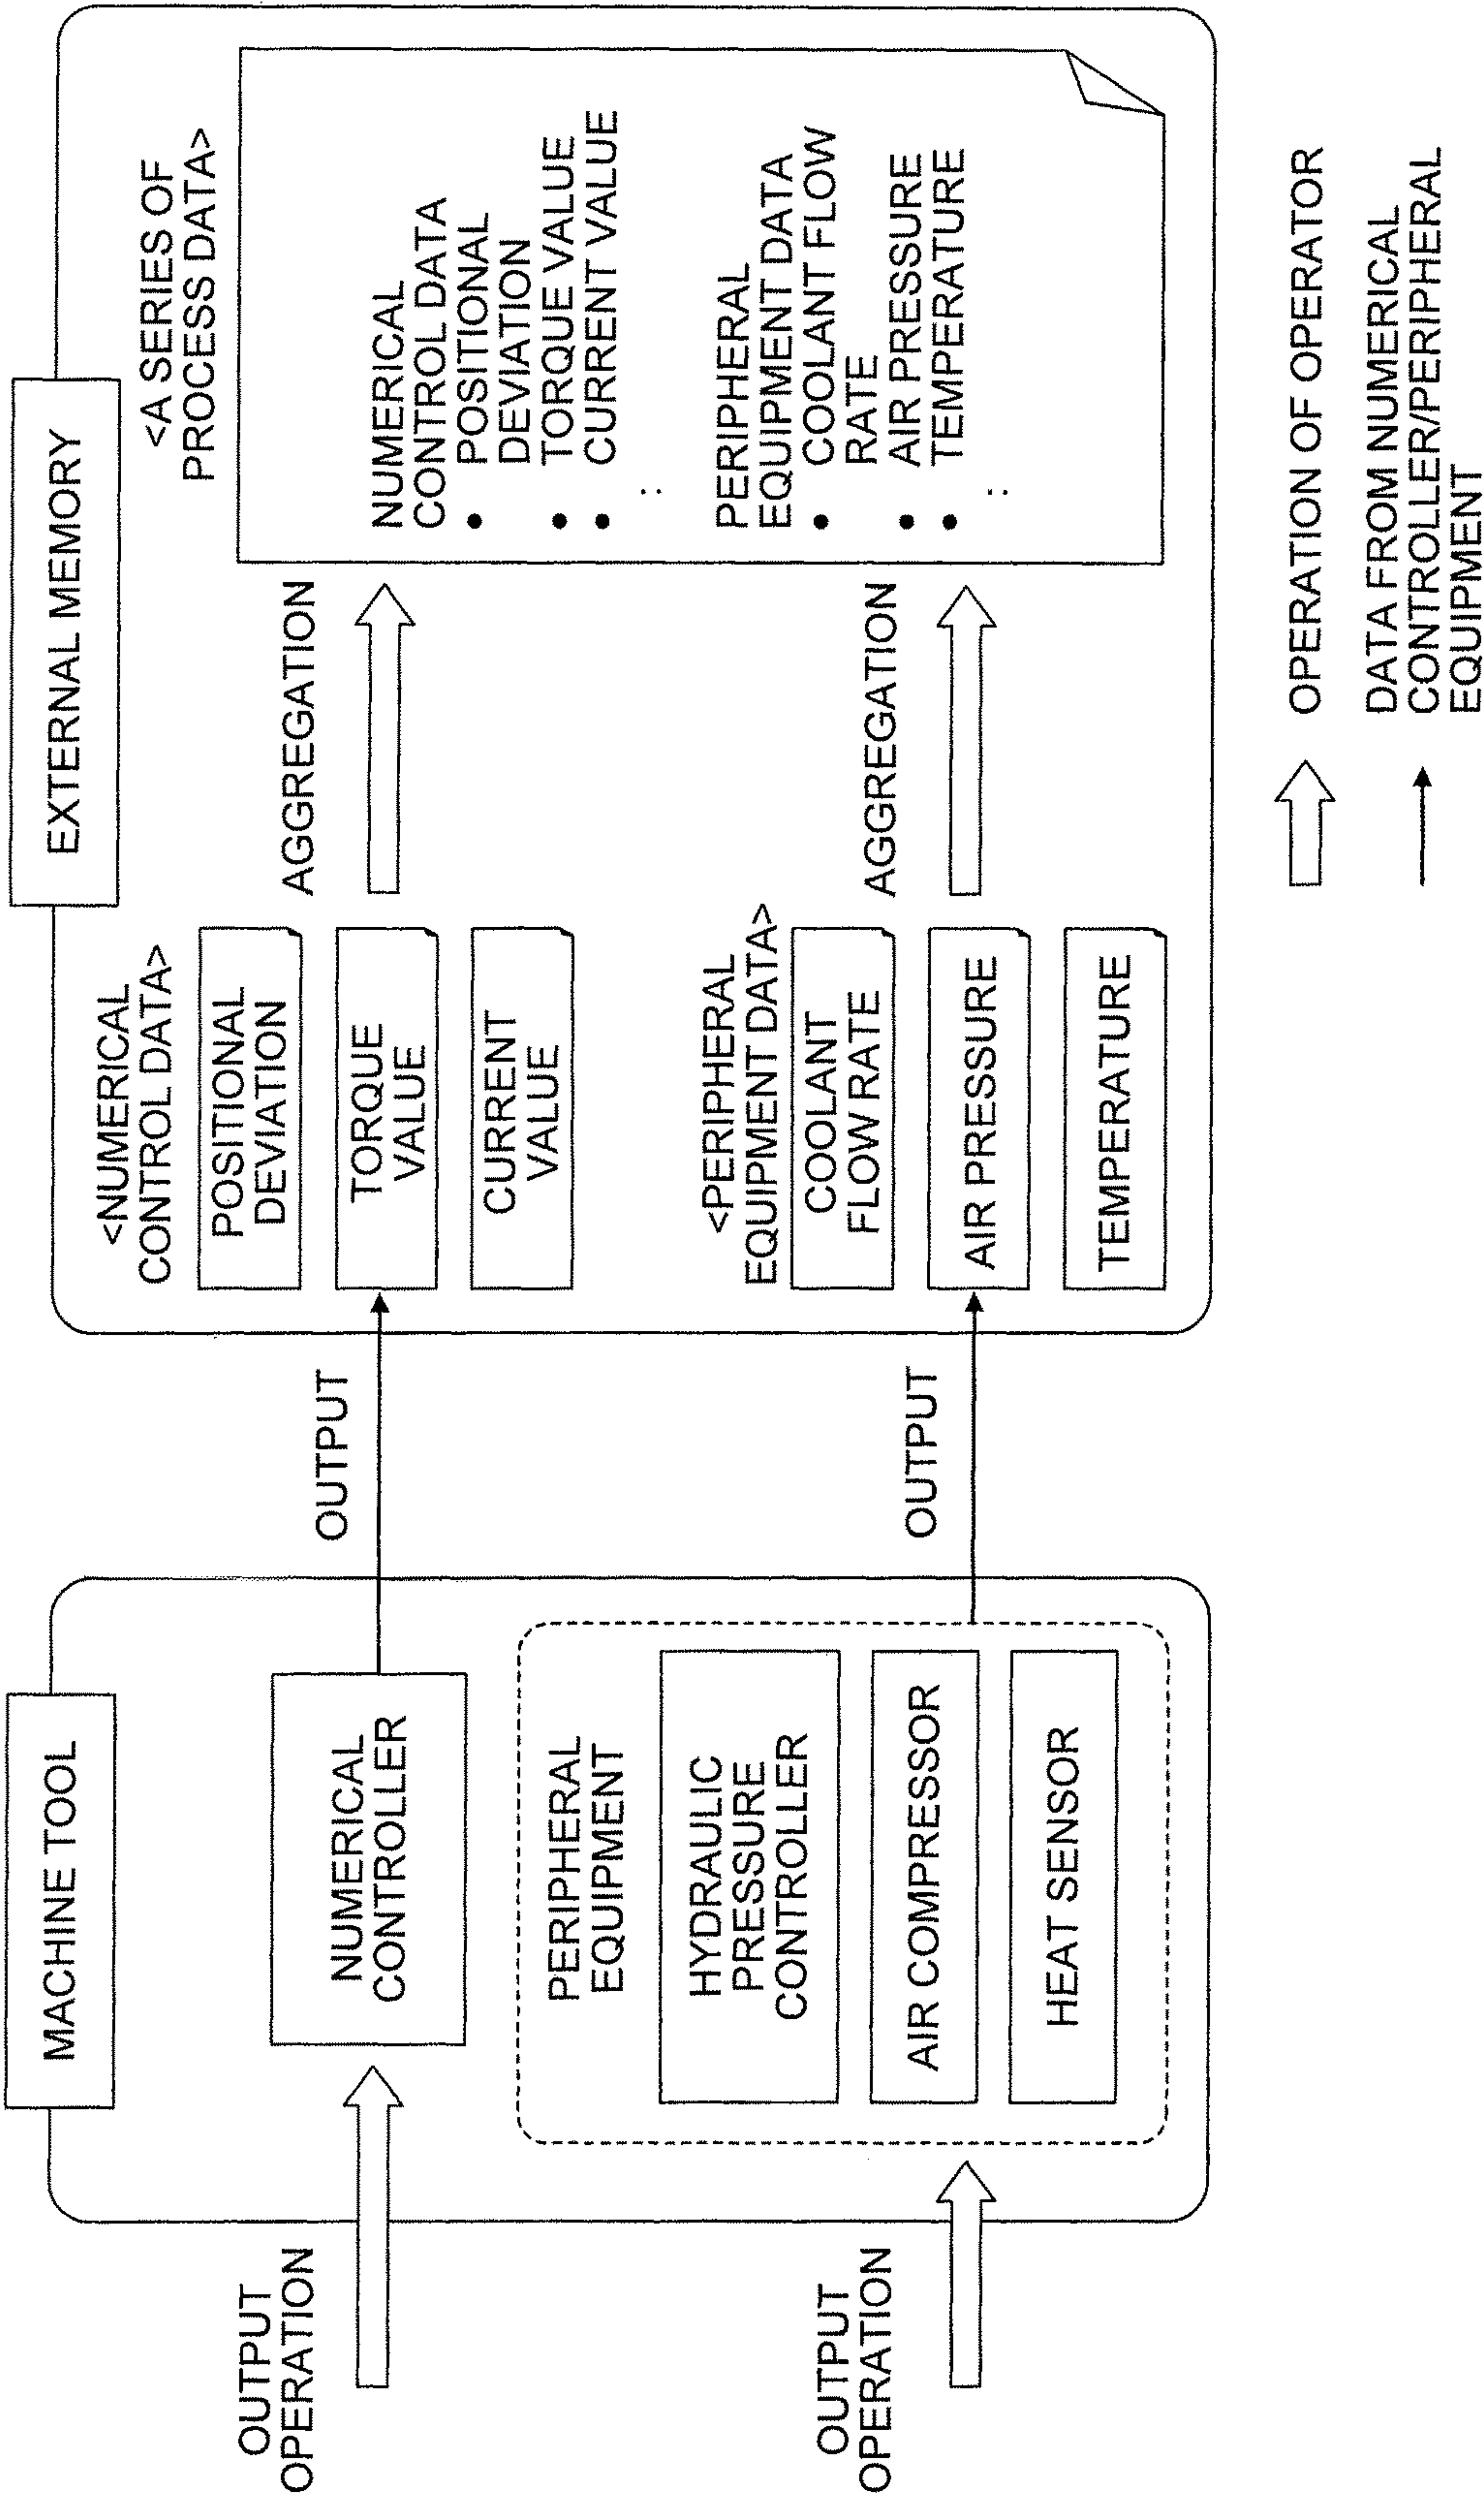 OUTPUT
OPERATION
OUTPUT
OPERATION
MACHINE TOOL
NUMERICAL
CONTROLLER
PERIPHERAL
EQUIPMENT
HYDRAULIC
PRESSURE
CONTROLLER
AIR COMPRESSOR
HEAT SENSOR
OUTPUT
OUTPUT
EXTERNAL MEMORY
<NUMERICAL
CONTROL DATA>
POSITIONAL
DEVIATION
TORQUE
VALUE
CURRENT
VALUE
<PERIPHERAL
EQUIPMENT DATA>
COOLANT
FLOW RATE
AIR PRESSURE
TEMPERATURE
AGGREGATION
AGGREGATION
<A SERIES OF
PROCESS DATA>
NUMERICAL
CONTROL DATA
• POSITIONAL
DEVIATION
• TORQUE VALUE
• CURRENT VALUE
:
PERIPHERAL
EQUIPMENT DATA
• COOLANT FLOW
RATE
• AIR PRESSURE
• TEMPERATURE
:
OPERATION OF OPERATOR
DATA FROM NUMERICAL
CONTROLLER/PERIPHERAL
EQUIPMENT